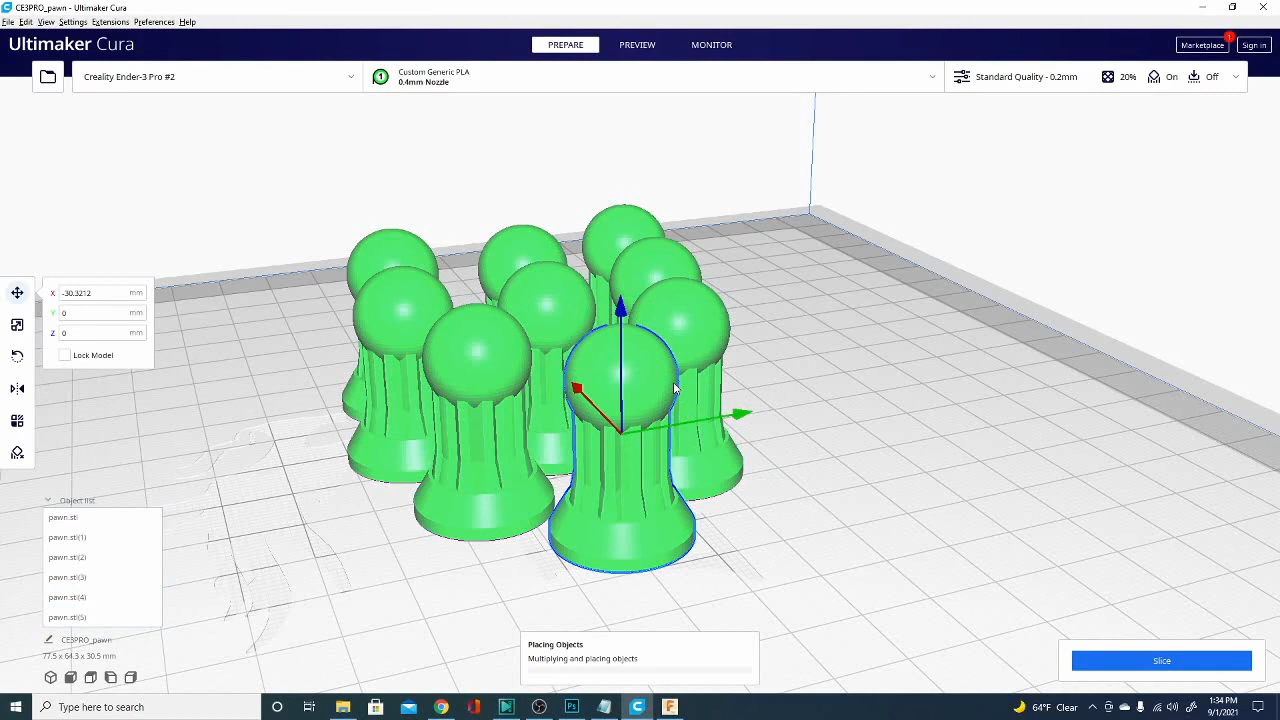 CE3PRO_pawn - Ultimaker Cura
File Edit View Settings Extensions Preferences Help
Ultimaker Cura
PREPARE
PREVIEW
MONITOR
Marketplace
1
Sign in
Creality Ender-3 Pro #2
1
Custom Generic PLA
0.4mm Nozzle
Standard Quality - 0.2mm
20%
On
Off
X -30.3212 mm
Y 0 mm
Z 0 mm
Lock Model
Object list
pawn.stl
pawn.stl(1)
pawn.stl(2)
pawn.stl(3)
pawn.stl(4)
pawn.stl(5)
CE3PRO_pawn
77.5 x 64.3 x 30.5 mm
Placing Objects
Multiplying and placing objects
Slice
Type here to search
Ps
F
64°F Clear
1:34 PM
9/1/2021